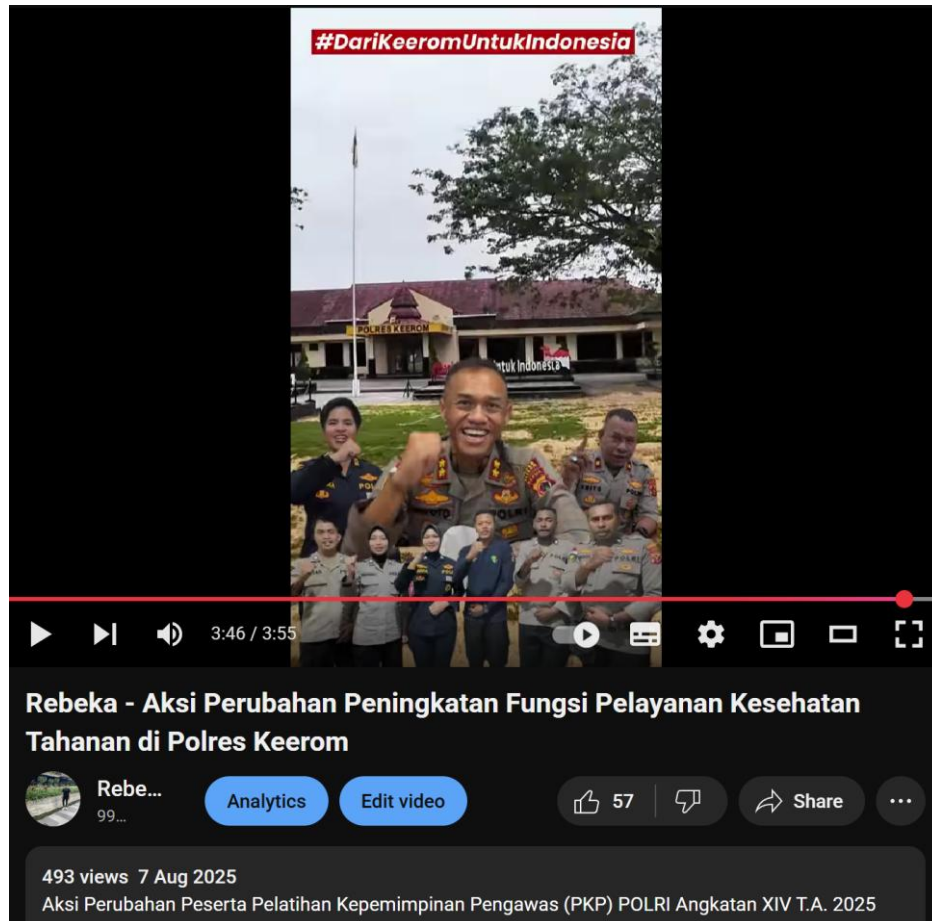 #DariKeeromUntukIndonesia
POLRES KEEROM
ntuk Indonesia
3:46 / 3:55
Rebeka - Aksi Perubahan Peningkatan Fungsi Pelayanan Kesehatan
Tahanan di Polres Keerom
Rebe...
99...
Analytics
Edit video
57
Share
493 views 7 Aug 2025
Aksi Perubahan Peserta Pelatihan Kepemimpinan Pengawas (PKP) POLRI Angkatan XIV T.A. 2025